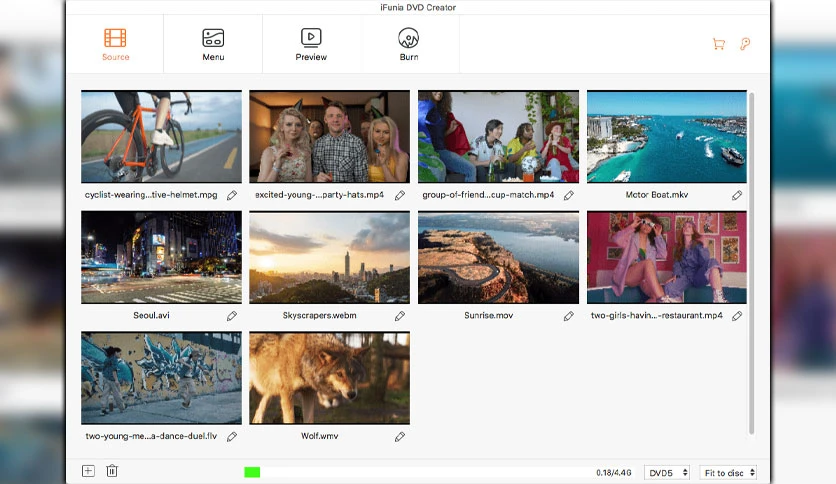 iFunia DVD Creator
Source
Menu
Preview
Burn
cyclist-wearing...tive-helmet.mpg
excited-young-...party-hats.mp4
group-of-friend...cup-match.mp4
Motor Boat.mkv
Seoul.avi
Skyscrapers.webm
Sunrise.mov
two-girls-havin...-restaurant.mp4
two-young-me...a-dance-duel.flv
Wolf.wmv
0.18/4.4G
DVD5
Fit to disc